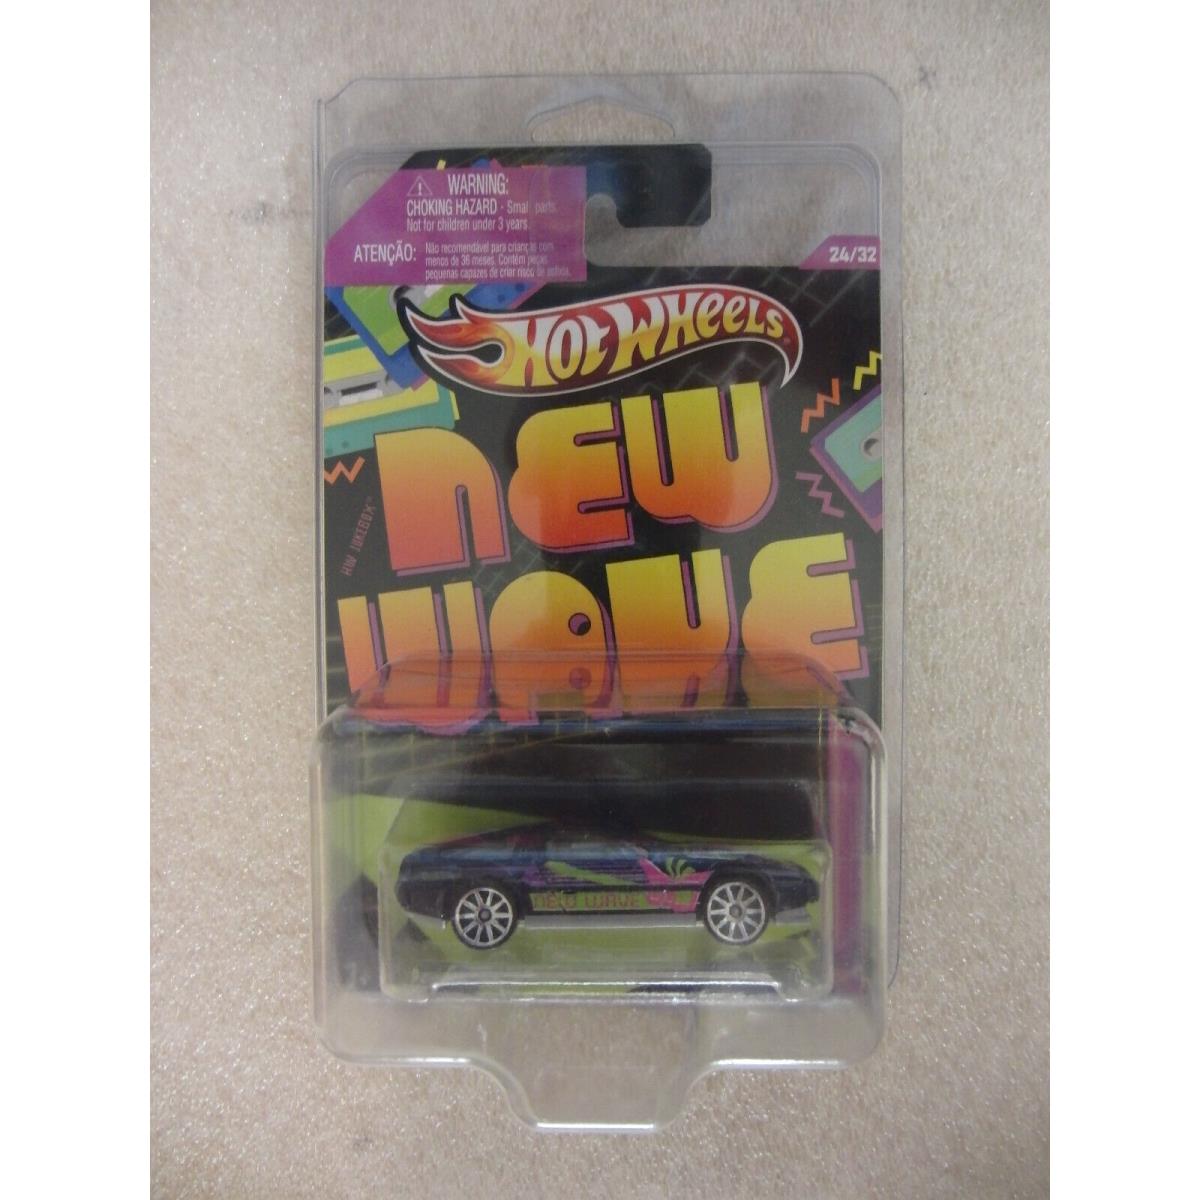 WARNING:
CHOKING HAZARD - Small parts.
Not for children under 3 years.
ATENÇÃO:
Não recomendável para crianças com
menos de 36 meses. Contém peças
pequenas capazes de criar risco de asfixia.
24/32
HOT WHEELS
NEW
WAVE
HW JUKEBOX™
NEW WAVE